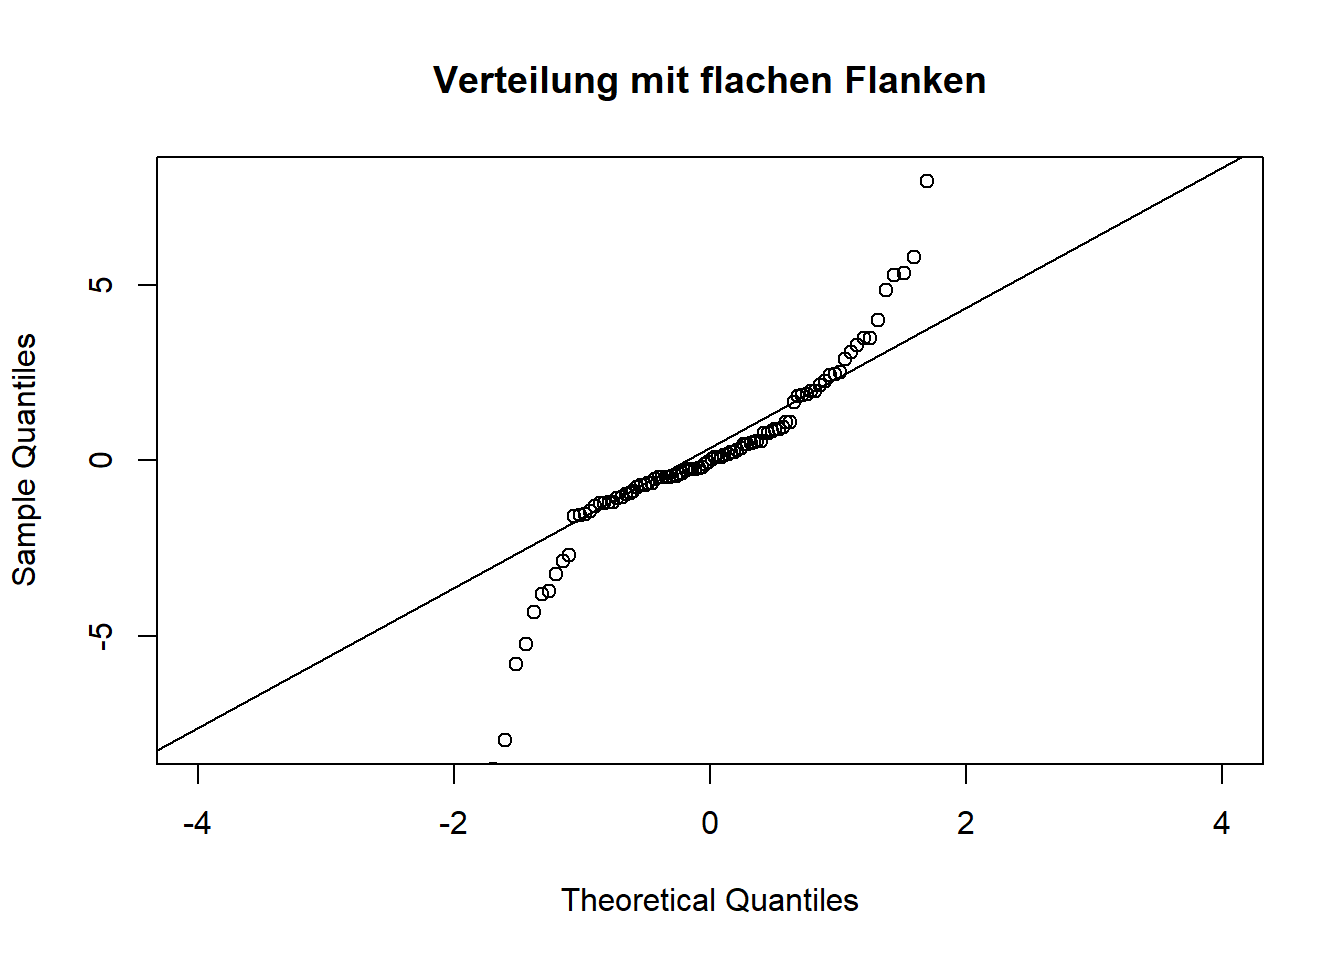 Verteilung mit flachen Flanken
Sample Quantiles
5
0
-5
-4
-2
0
2
4
Theoretical Quantiles